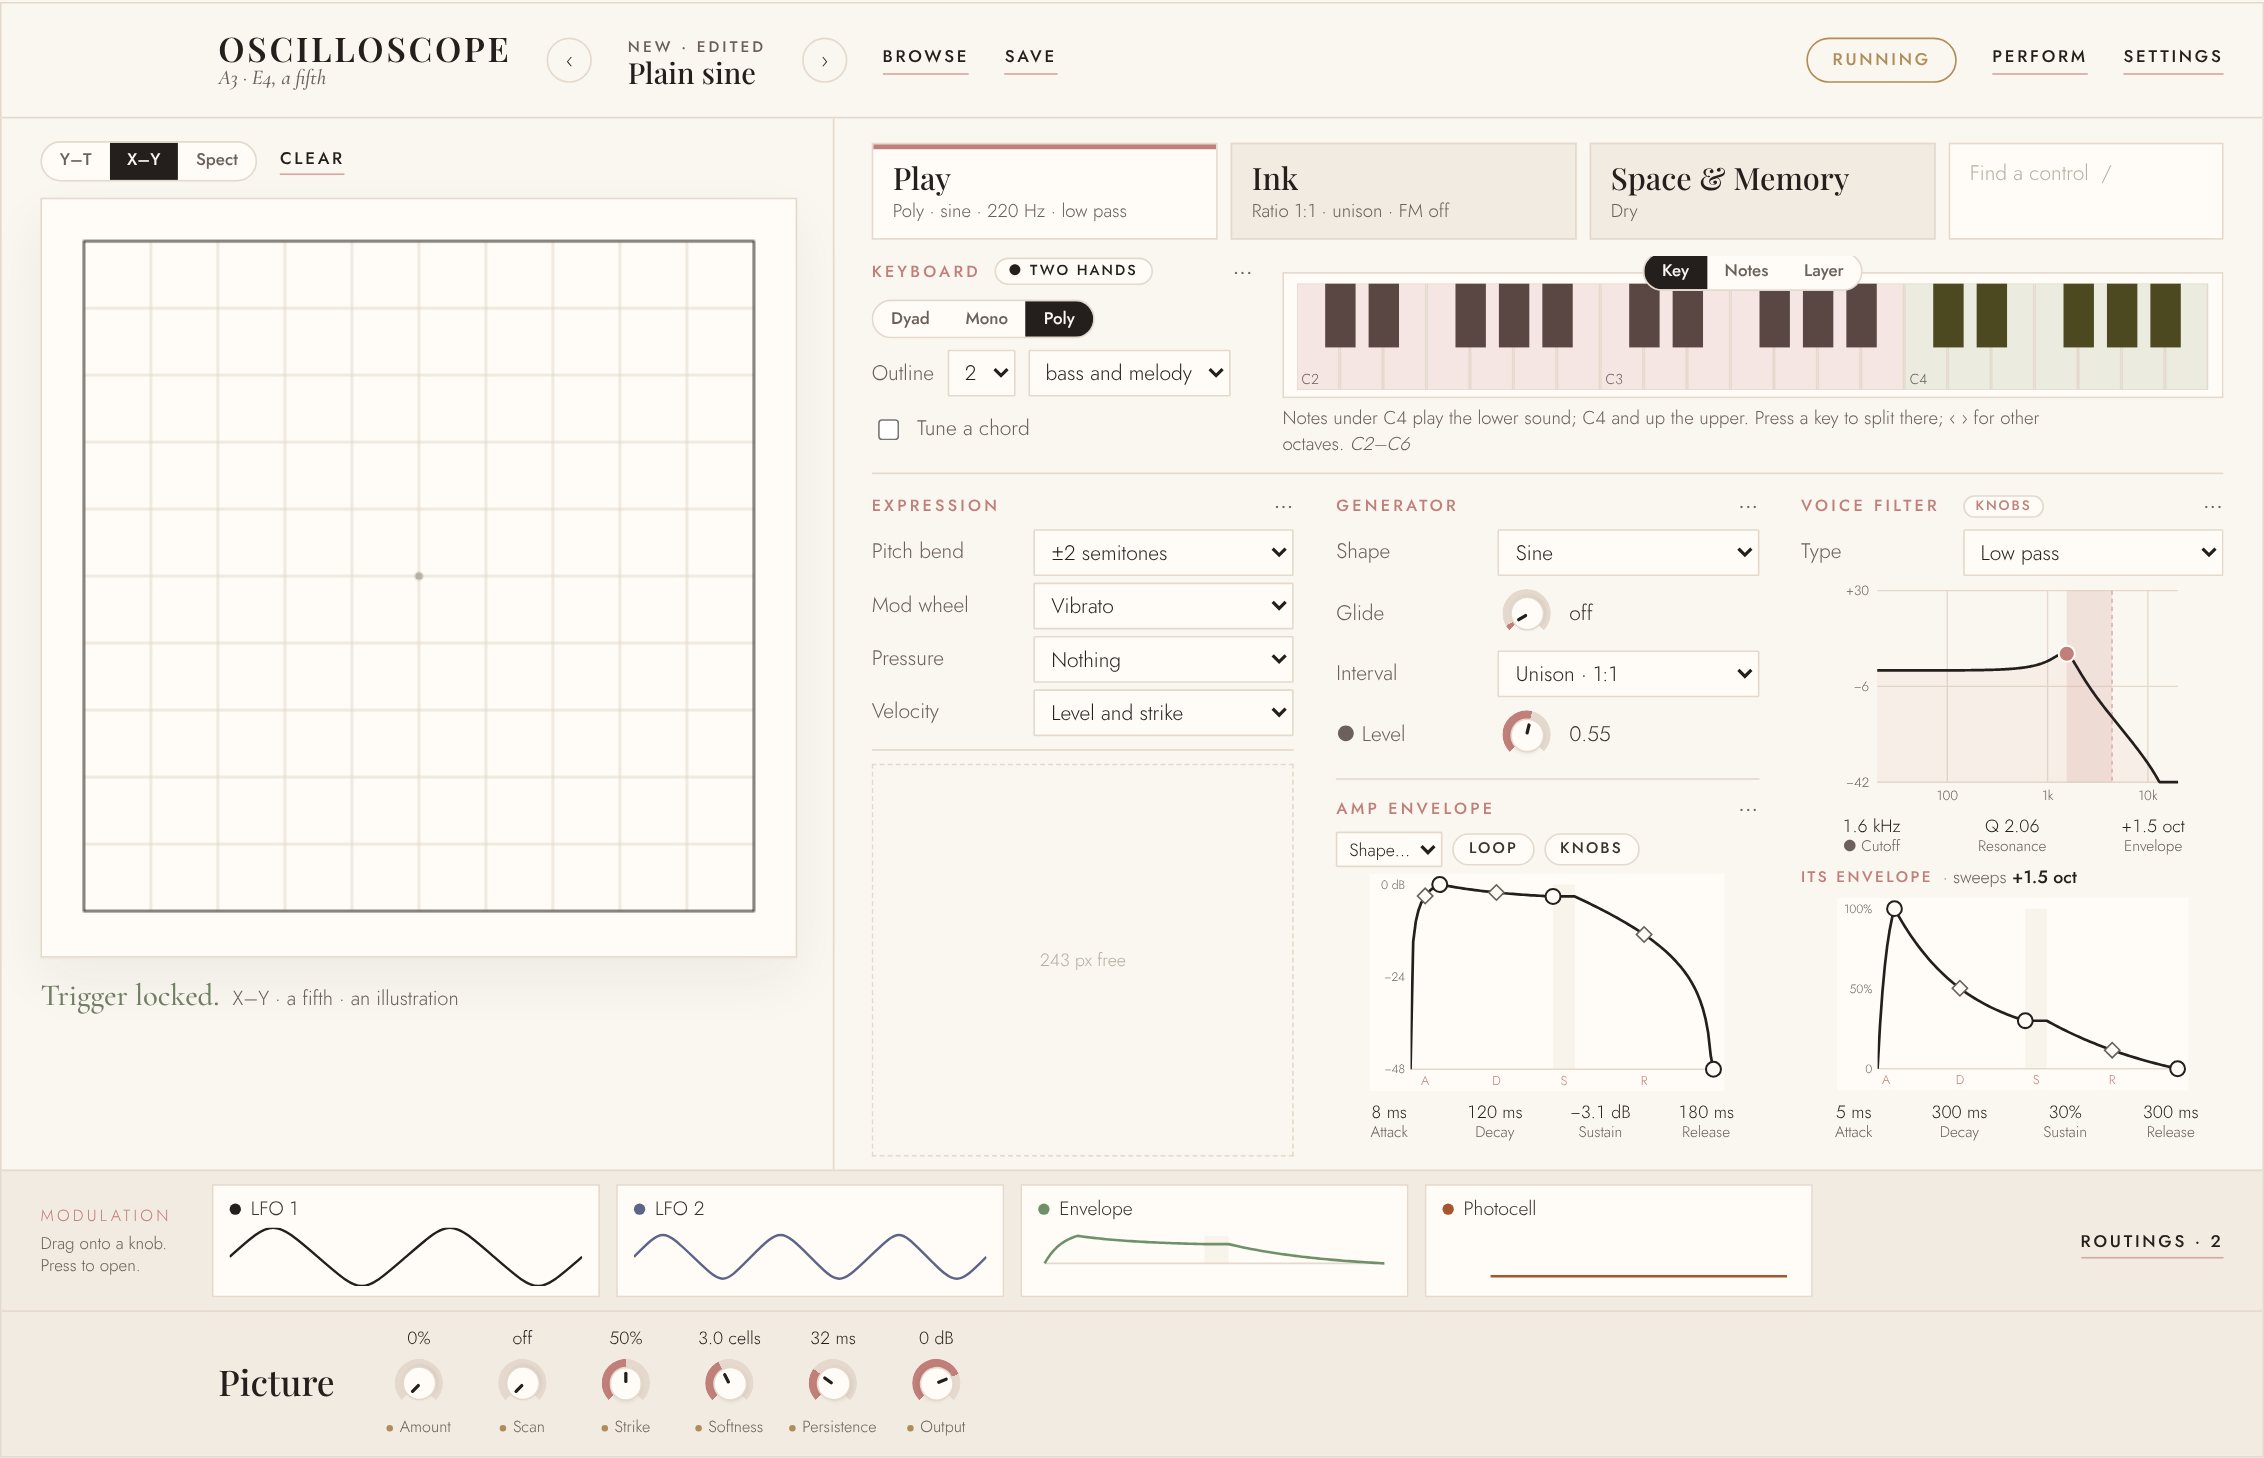 OSCILLOSCOPE
A3 · E4, a fifth
‹
NEW · EDITED
Plain sine
›
BROWSE
SAVE
RUNNING
PERFORM
SETTINGS
Y–T
X–Y
Spect
CLEAR
Trigger locked. X–Y · a fifth · an illustration
Play
Poly · sine · 220 Hz · low pass
Ink
Ratio 1:1 · unison · FM off
Space & Memory
Dry
Find a control /
KEYBOARD
TWO HANDS
...
Dyad
Mono
Poly
Outline
2
bass and melody
Tune a chord
Key
Notes
Layer
C2
C3
C4
Notes under C4 play the lower sound; C4 and up the upper. Press a key to split there; ‹ › for other
octaves. C2–C6
EXPRESSION
...
Pitch bend
±2 semitones
Mod wheel
Vibrato
Pressure
Nothing
Velocity
Level and strike
243 px free
GENERATOR
...
Shape
Sine
Glide
off
Interval
Unison · 1:1
Level
0.55
AMP ENVELOPE
...
Shape...
LOOP
KNOBS
0 dB
−24
−48
A
D
S
R
8 ms
120 ms
−3.1 dB
180 ms
Attack
Decay
Sustain
Release
VOICE FILTER
KNOBS
...
Type
Low pass
+30
−6
−42
100
1k
10k
1.6 kHz
Q 2.06
+1.5 oct
Cutoff
Resonance
Envelope
ITS ENVELOPE · sweeps +1.5 oct
100%
50%
0
A
D
S
R
5 ms
300 ms
30%
300 ms
Attack
Decay
Sustain
Release
MODULATION
Drag onto a knob.
Press to open.
LFO 1
LFO 2
Envelope
Photocell
ROUTINGS · 2
Picture
0%
off
50%
3.0 cells
32 ms
0 dB
Amount
Scan
Strike
Softness
Persistence
Output